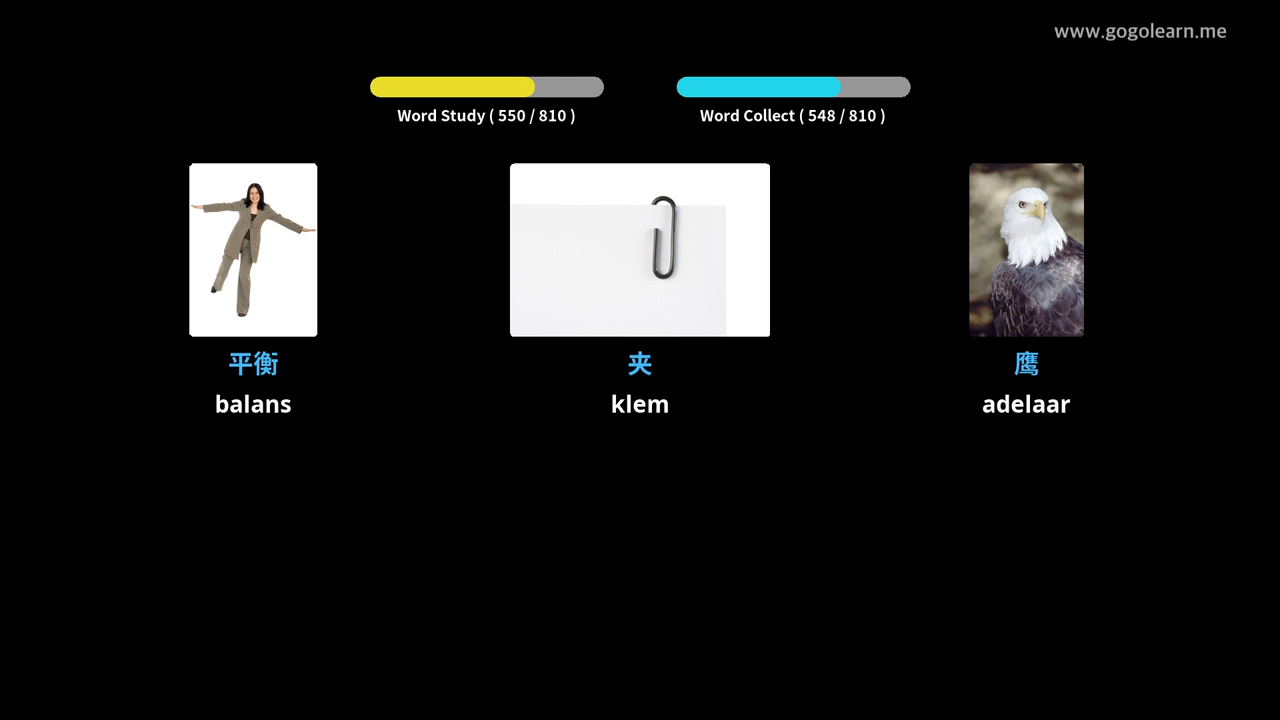 www.gogolearn.me
Word Study ( 550 / 810 )
Word Collect ( 548 / 810 )
平衡
夹
鹰
balans
klem
adelaar